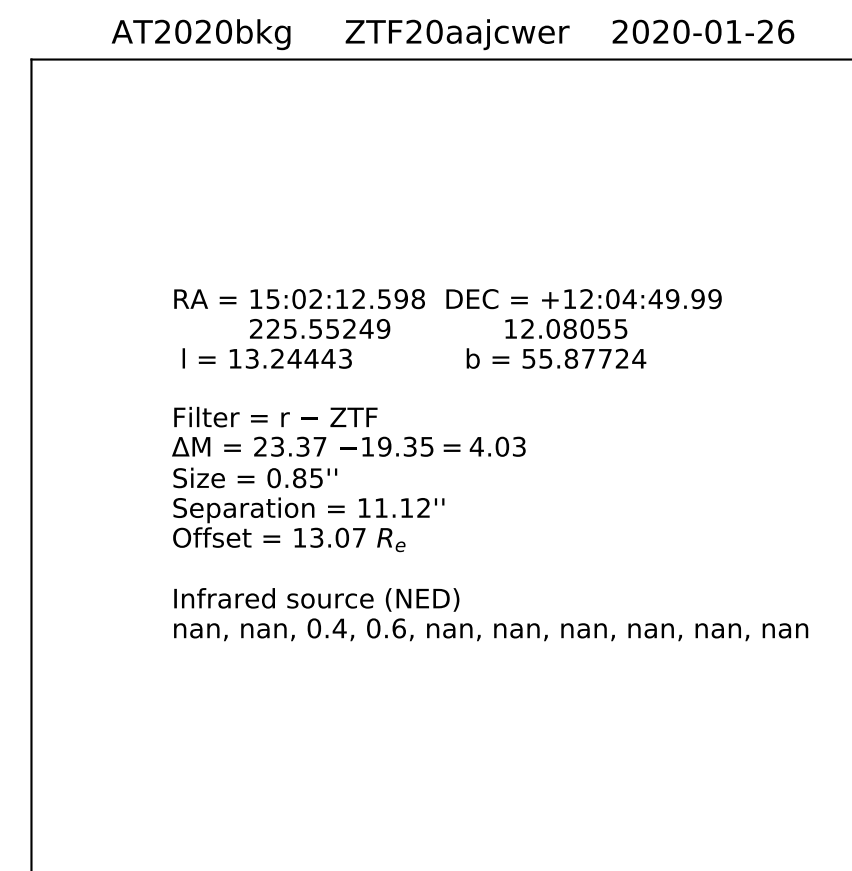 AT2020bkg ZTF20aajcwer 2020-01-26
RA = 15:02:12.598 DEC = +12:04:49.99
225.55249 12.08055
l = 13.24443 b = 55.87724
Filter = r − ZTF
ΔM = 23.37 −19.35 = 4.03
Size = 0.85''
Separation = 11.12''
Offset = 13.07 Rₑ
Infrared source (NED)
nan, nan, 0.4, 0.6, nan, nan, nan, nan, nan, nan